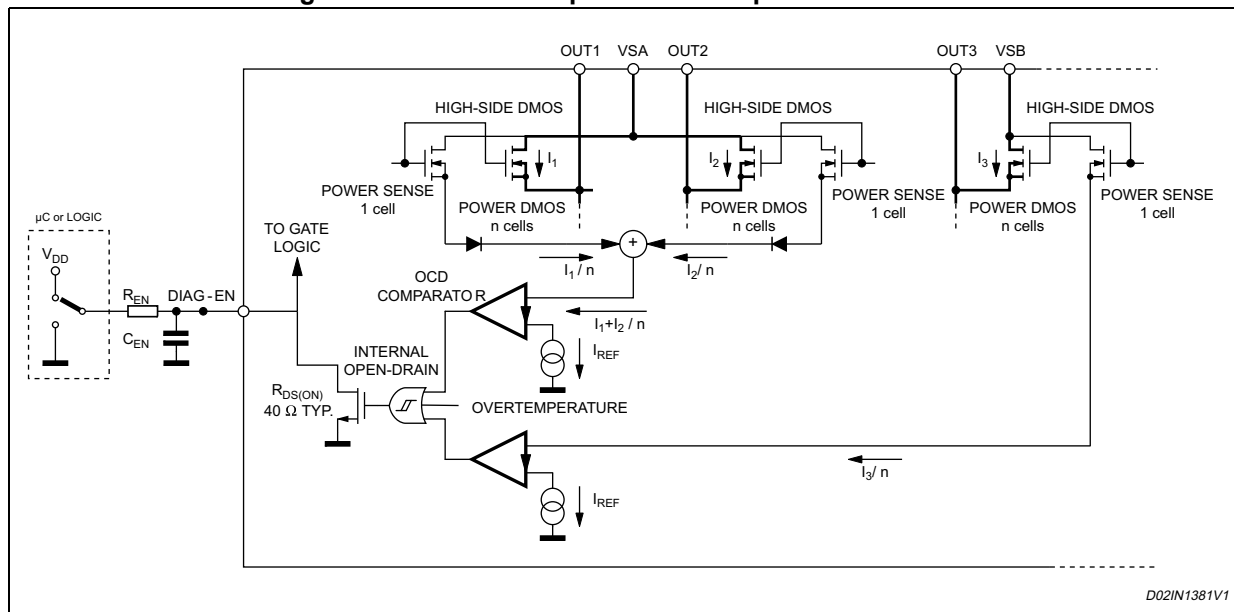 OUT1 VSA OUT2 OUT3 VSB
HIGH-SIDE DMOS HIGH-SIDE DMOS HIGH-SIDE DMOS
I1 I2 I3
POWER SENSE
1 cell
POWER DMOS
n cells
POWER DMOS
n cells
POWER SENSE
1 cell
POWER DMOS
n cells
POWER SENSE
1 cell
µC or LOGIC
VDD
REN
DIAG-EN
CEN
TO GATE
LOGIC
+
I1 / n I2 / n
OCD
COMPARATO R
I1+I2 / n
IREF
INTERNAL
OPEN-DRAIN
RDS(ON)
40 Ω TYP.
OVERTEMPERATURE
I3/ n
IREF
D02IN1381V1